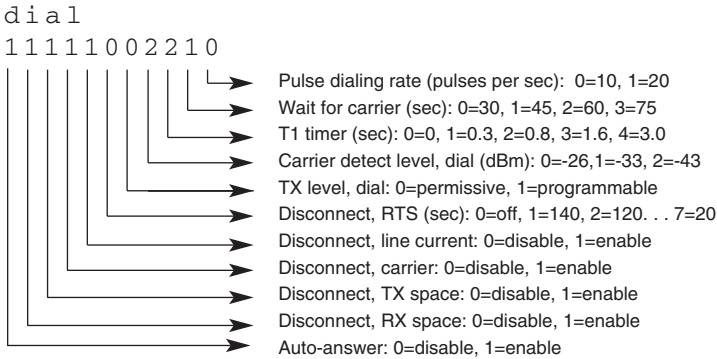 dial
11111002210
Pulse dialing rate (pulses per sec): 0=10, 1=20
Wait for carrier (sec): 0=30, 1=45, 2=60, 3=75
T1 timer (sec): 0=0, 1=0.3, 2=0.8, 3=1.6, 4=3.0
Carrier detect level, dial (dBm): 0=-26,1=-33, 2=-43
TX level, dial: 0=permissive, 1=programmable
Disconnect, RTS (sec): 0=off, 1=140, 2=120. . . 7=20
Disconnect, line current: 0=disable, 1=enable
Disconnect, carrier: 0=disable, 1=enable
Disconnect, TX space: 0=disable, 1=enable
Disconnect, RX space: 0=disable, 1=enable
Auto-answer: 0=disable, 1=enable